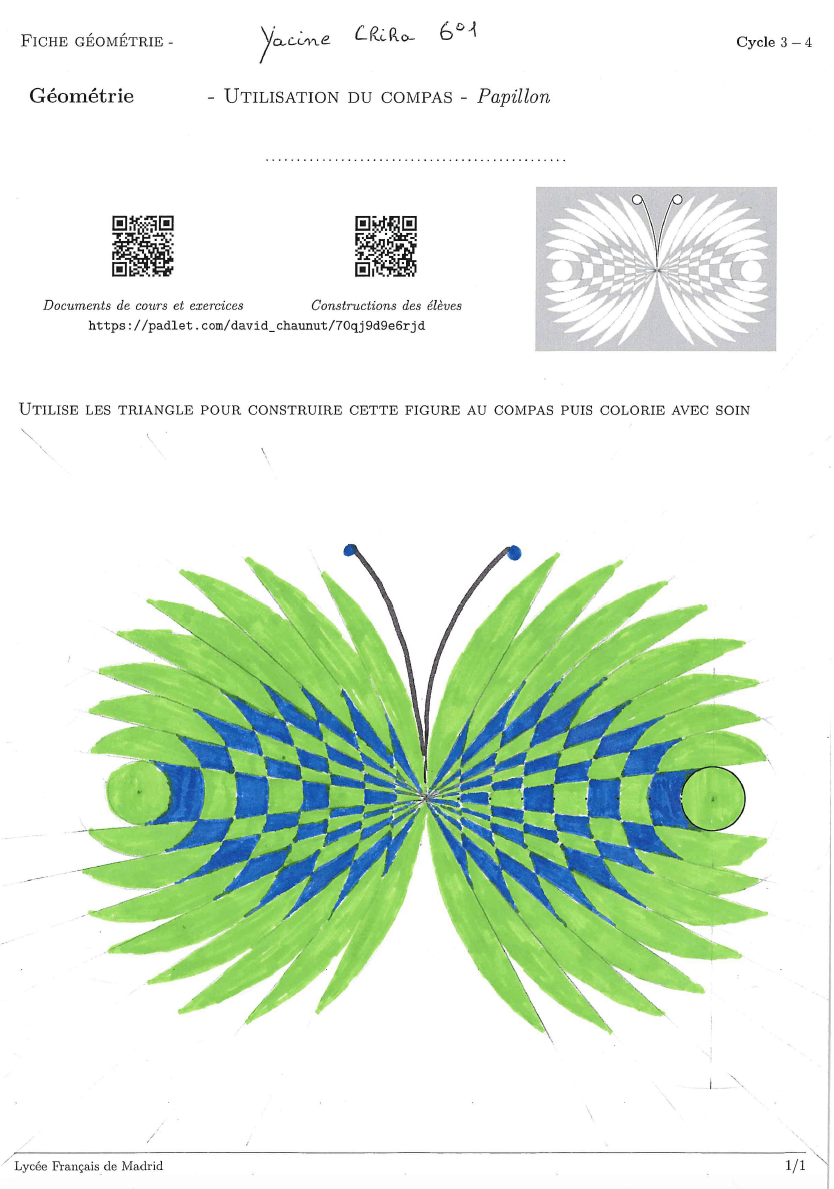 FICHE GÉOMÉTRIE - Yacine CRiRa 6°1 Cycle 3 – 4
Géométrie - UTILISATION DU COMPAS - Papillon
Documents de cours et exercices Constructions des élèves
https://padlet.com/david_chaunut/70qj9d9e6rjd
UTILISE LES TRIANGLE POUR CONSTRUIRE CETTE FIGURE AU COMPAS PUIS COLORIE AVEC SOIN
Lycée Français de Madrid 1/1